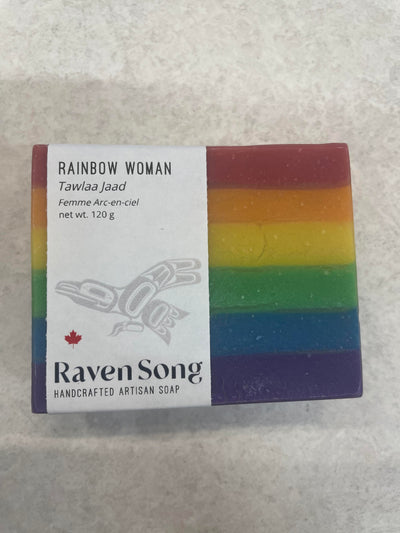 RAINBOW WOMAN
Tawlaa Jaad
Femme Arc-en-ciel
net wt. 120 g
Raven Song
HANDCRAFTED ARTISAN SOAP